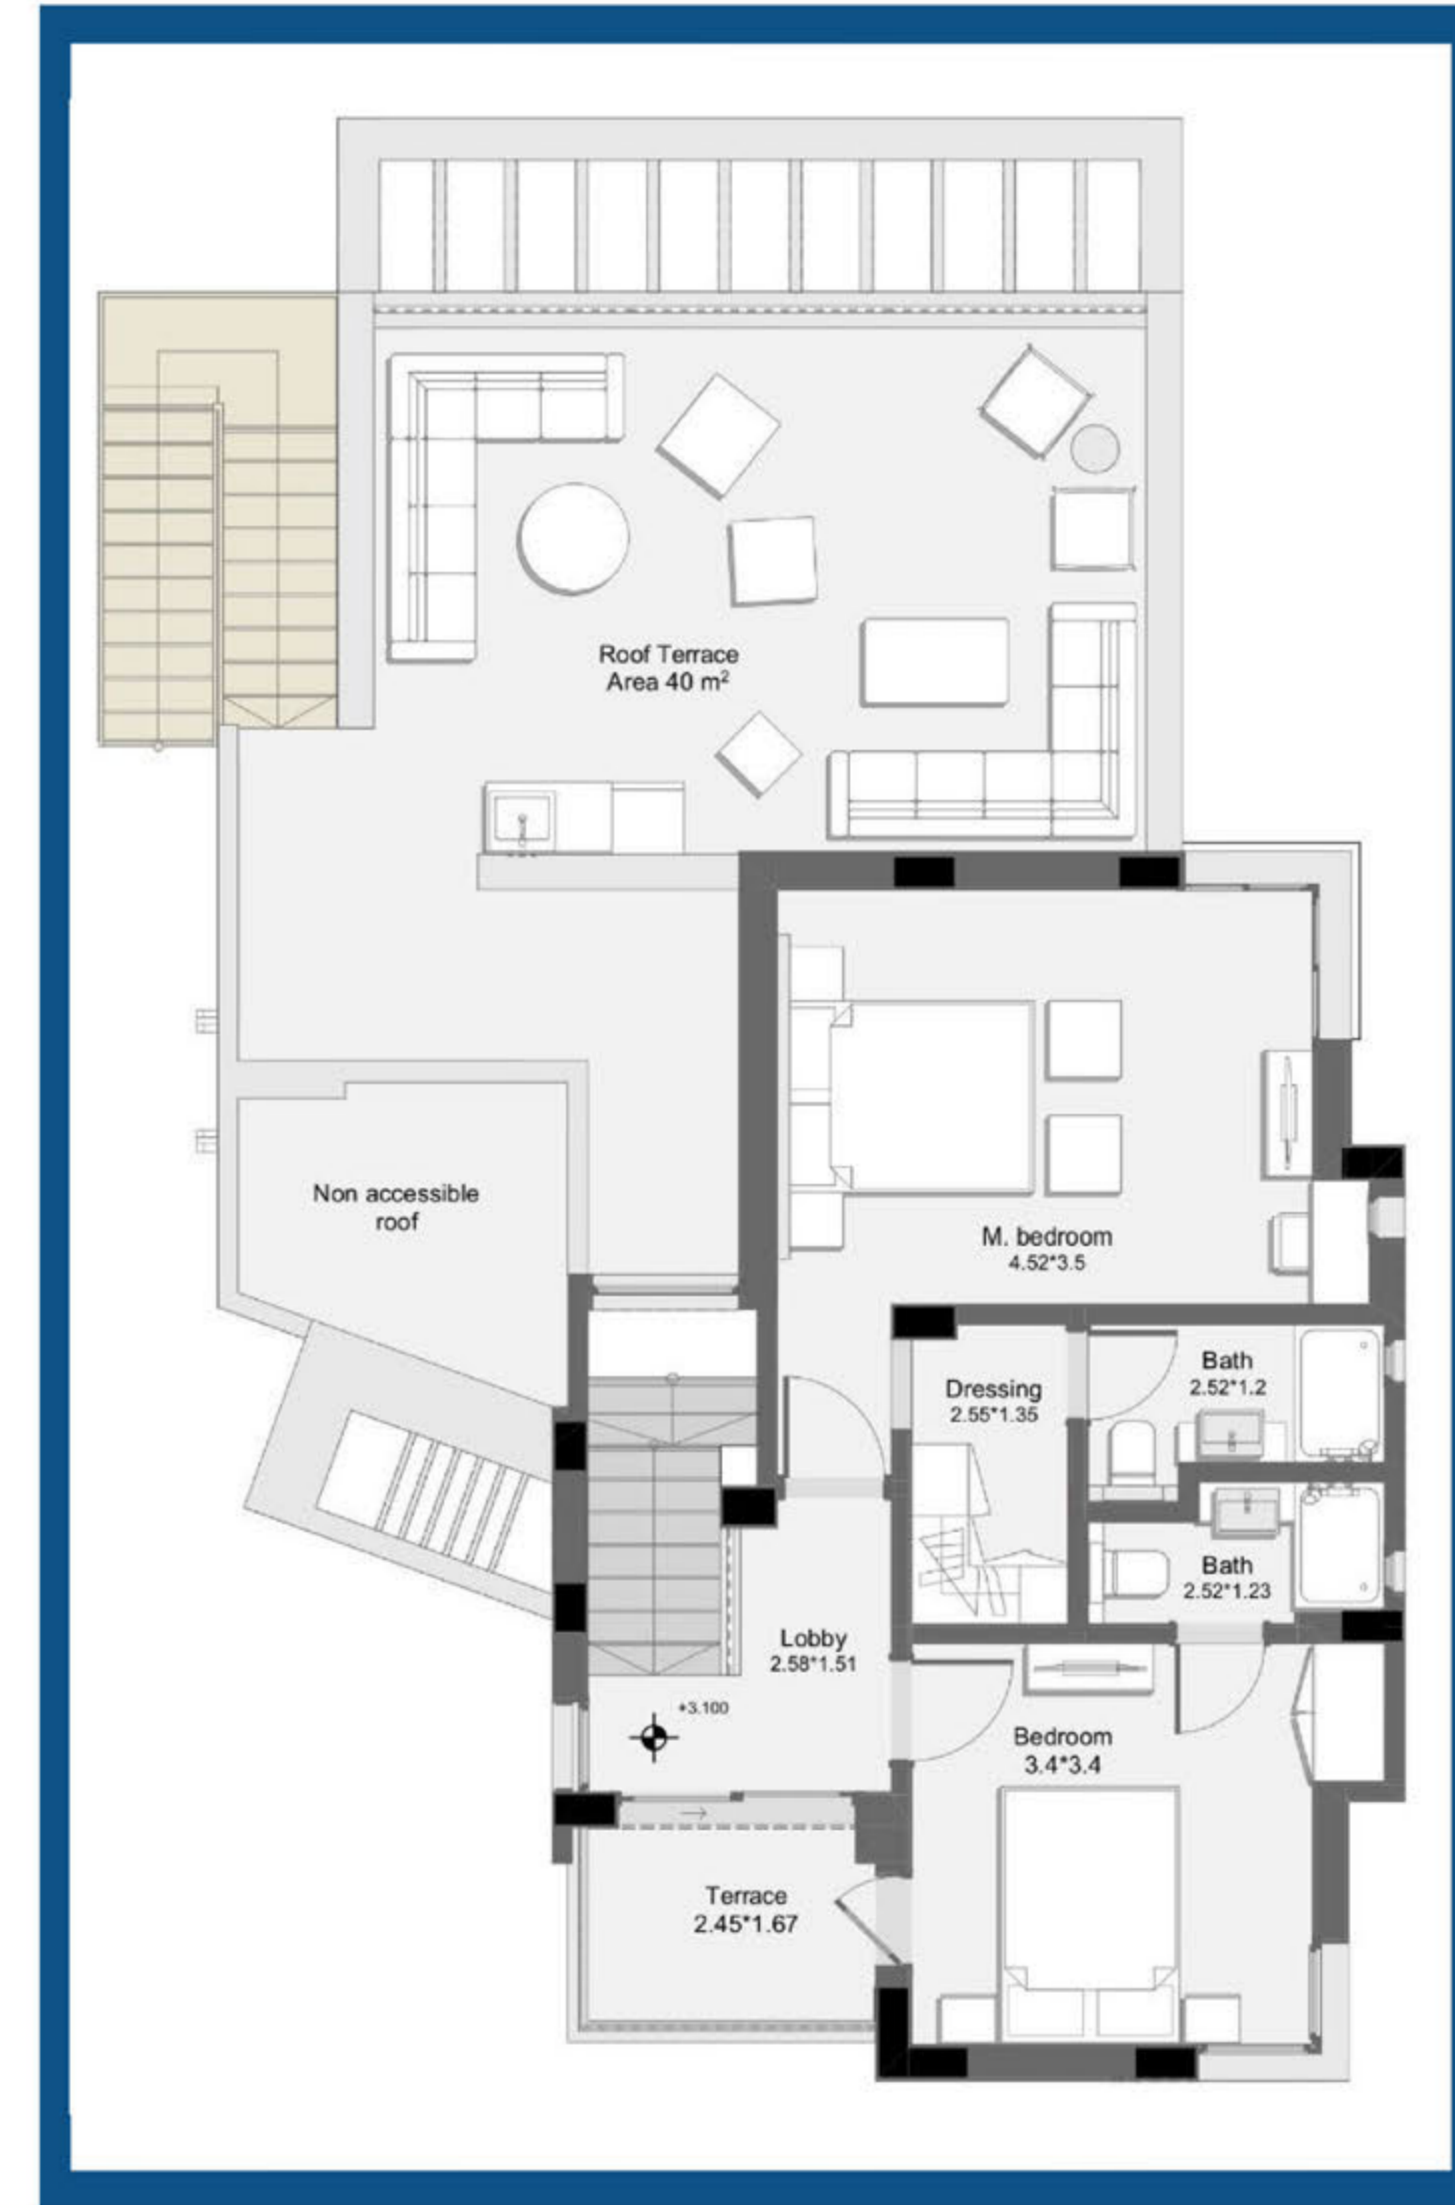 Roof Terrace
Area 40 m²
Non accessible
roof
M. bedroom
4.52*3.5
Dressing
2.55*1.35
Bath
2.52*1.2
Bath
2.52*1.23
Lobby
2.58*1.51
+3.100
Bedroom
3.4*3.4
Terrace
2.45*1.67